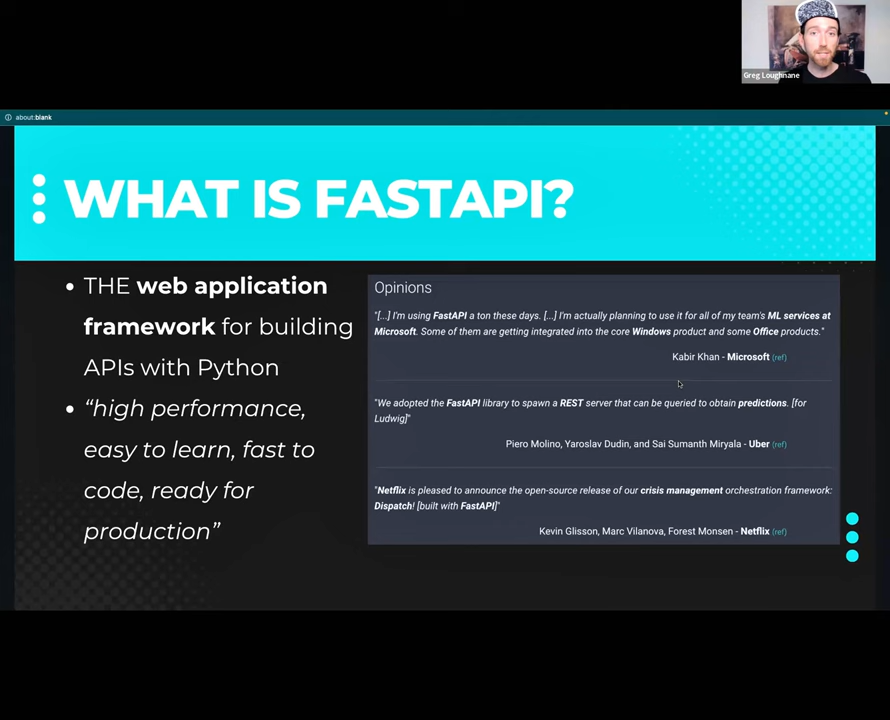 Greg Loughnane
about:blank
WHAT IS FASTAPI?
• THE web application
framework for building
APIs with Python
• “high performance,
easy to learn, fast to
code, ready for
production”
Opinions
"[...] I'm using FastAPI a ton these days. [...] I'm actually planning to use it for all of my team's ML services at
Microsoft. Some of them are getting integrated into the core Windows product and some Office products."
Kabir Khan - Microsoft (ref)
"We adopted the FastAPI library to spawn a REST server that can be queried to obtain predictions. [for
Ludwig]"
Piero Molino, Yaroslav Dudin, and Sai Sumanth Miryala - Uber (ref)
"Netflix is pleased to announce the open-source release of our crisis management orchestration framework:
Dispatch! [built with FastAPI]"
Kevin Glisson, Marc Vilanova, Forest Monsen - Netflix (ref)